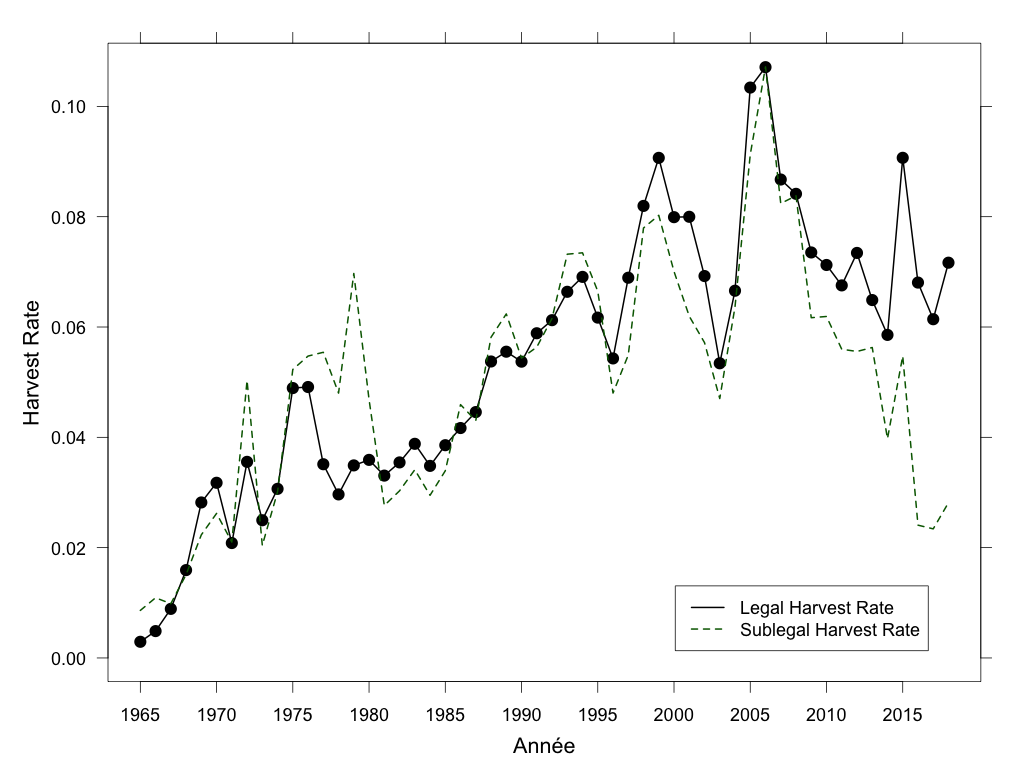 Harvest Rate
0.10
0.08
0.06
0.04
0.02
0.00
Legal Harvest Rate
Sublegal Harvest Rate
1965 1970 1975 1980 1985 1990 1995 2000 2005 2010 2015
Année